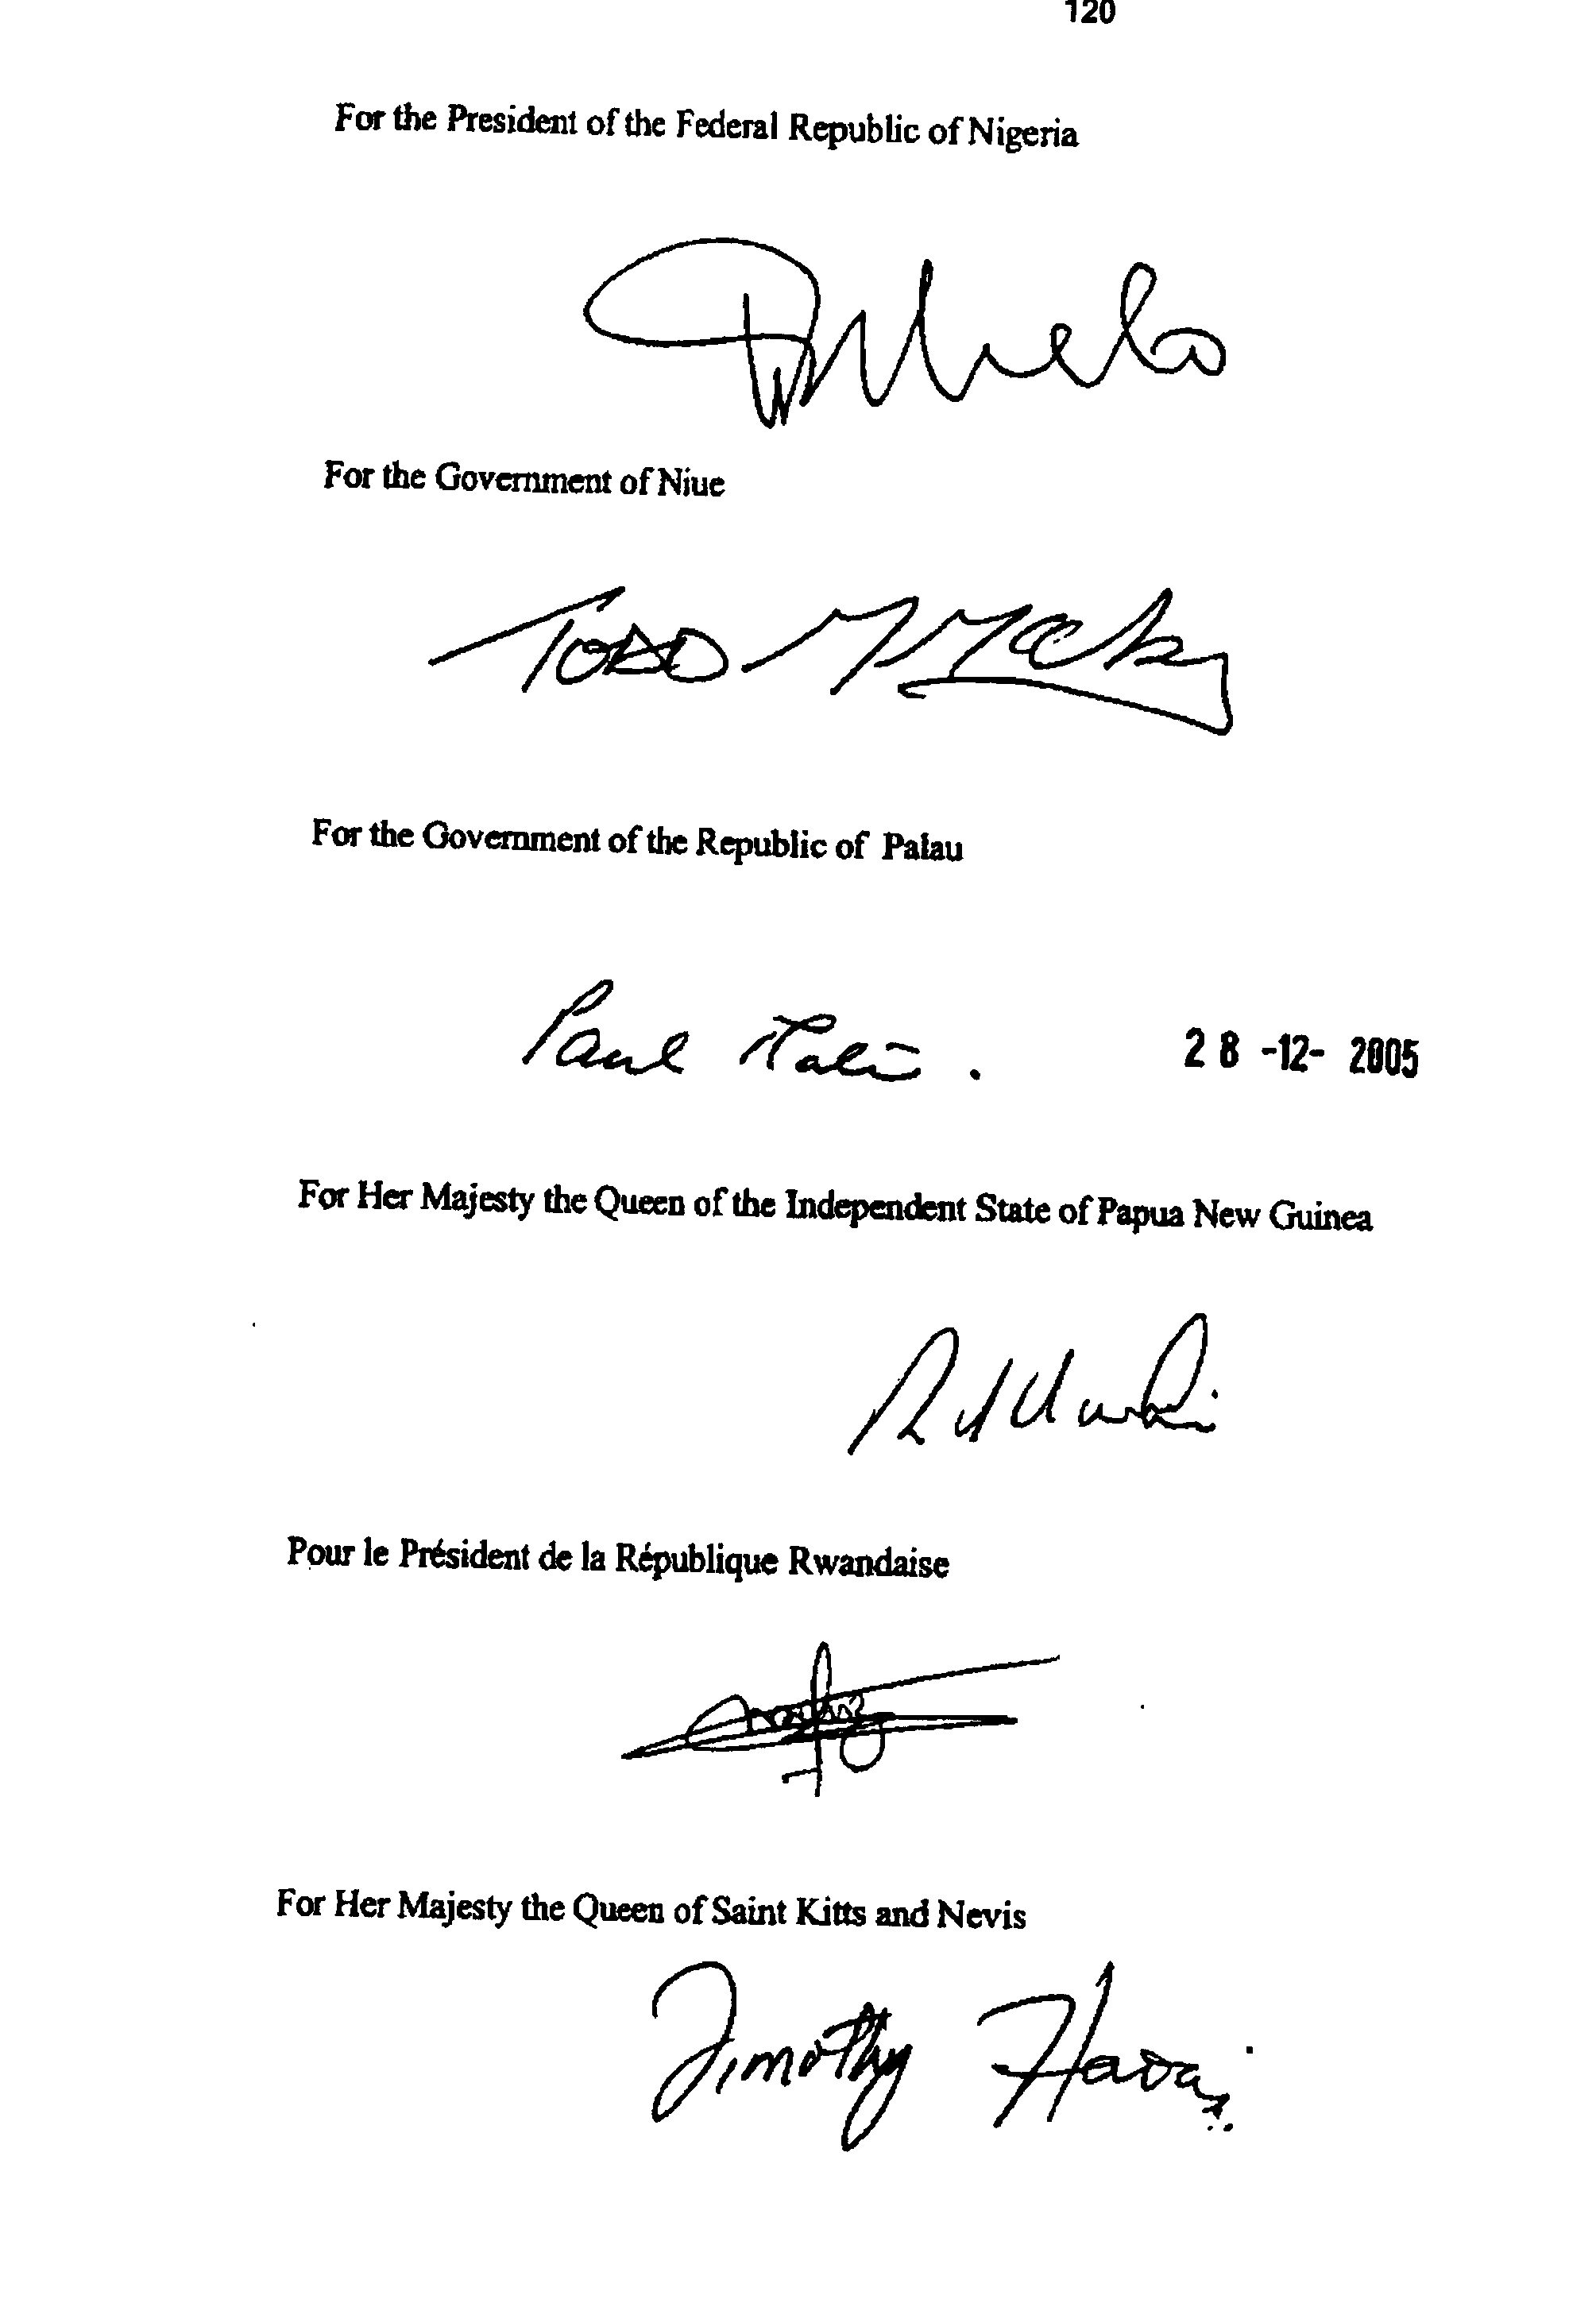 120
For the President of the Federal Republic of Nigeria
For the Government of Niue
Todd McClay
For the Government of the Republic of Palau
Paul
28 -12- 2005
For Her Majesty the Queen of the Independent State of Papua New Guinea
Pour le Président de la République Rwandaise
For Her Majesty the Queen of Saint Kitts and Nevis
Timothy Harris